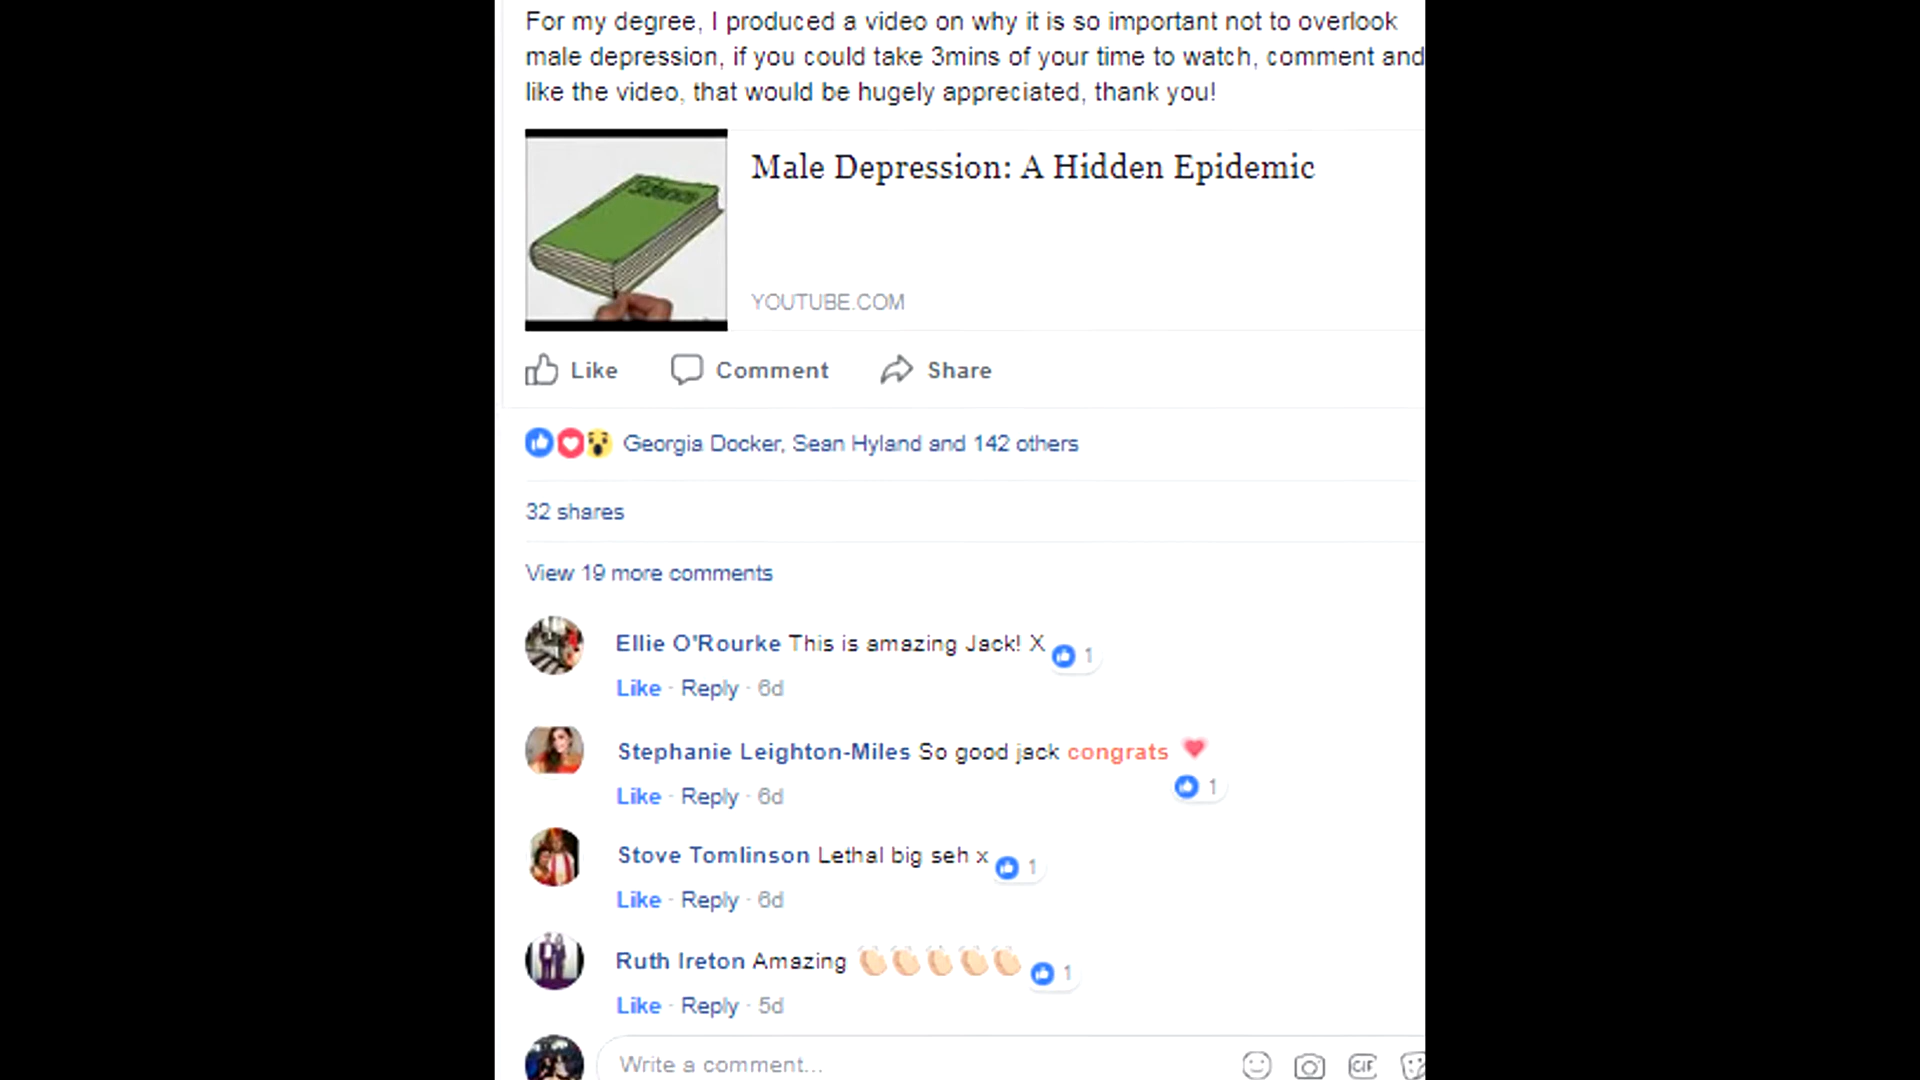 For my degree, I produced a video on why it is so important not to overlook
male depression, if you could take 3mins of your time to watch, comment and
like the video, that would be hugely appreciated, thank you!
Male Depression: A Hidden Epidemic
YOUTUBE.COM
Like Comment Share
Georgia Docker, Sean Hyland and 142 others
32 shares
View 19 more comments
Ellie O'Rourke This is amazing Jack! X 1
Like · Reply · 6d
Stephanie Leighton-Miles So good jack congrats ❤ 1
Like · Reply · 6d
Stove Tomlinson Lethal big seh x 1
Like · Reply · 6d
Ruth Ireton Amazing 👏🏻👏🏻👏🏻👏🏻👏🏻 1
Like · Reply · 5d
Write a comment...
GIF